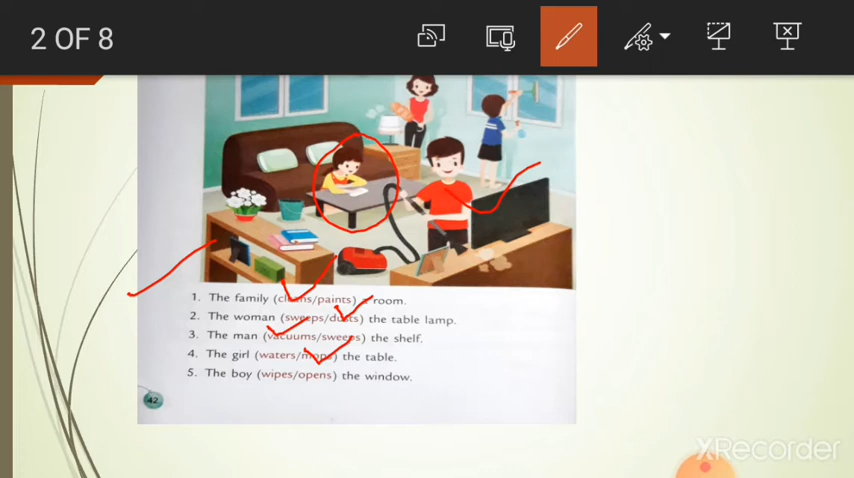 2 OF 8
1. The family (cleans/paints) a room.
2. The woman (sweeps/dusts) the table lamp.
3. The man (vacuums/sweeps) the shelf.
4. The girl (waters/mops) the table.
5. The boy (wipes/opens) the window.
42
XRecorder